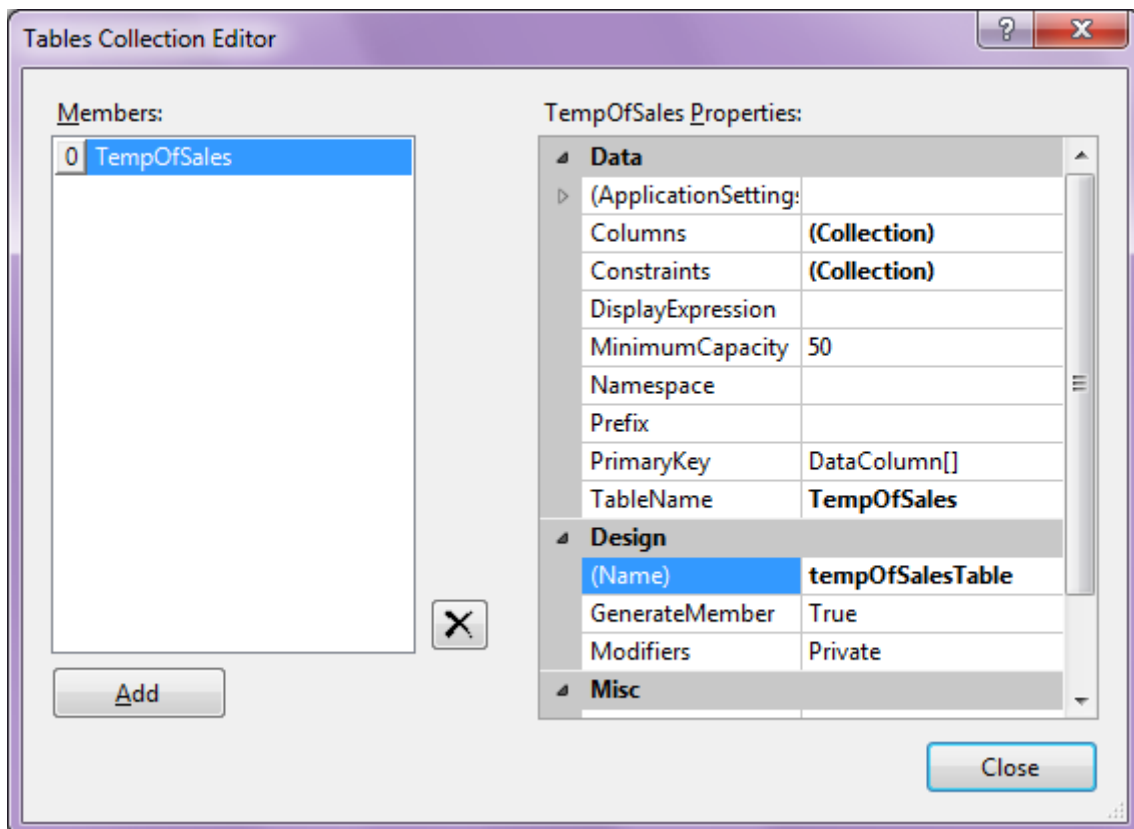 Tables Collection Editor
?
Members:
TempOfSales Properties:
0 TempOfSales
Data
(ApplicationSettings
Columns (Collection)
Constraints (Collection)
DisplayExpression
MinimumCapacity 50
Namespace
Prefix
PrimaryKey DataColumn[]
TableName TempOfSales
Design
(Name) tempOfSalesTable
GenerateMember True
Modifiers Private
Misc
Add
Close